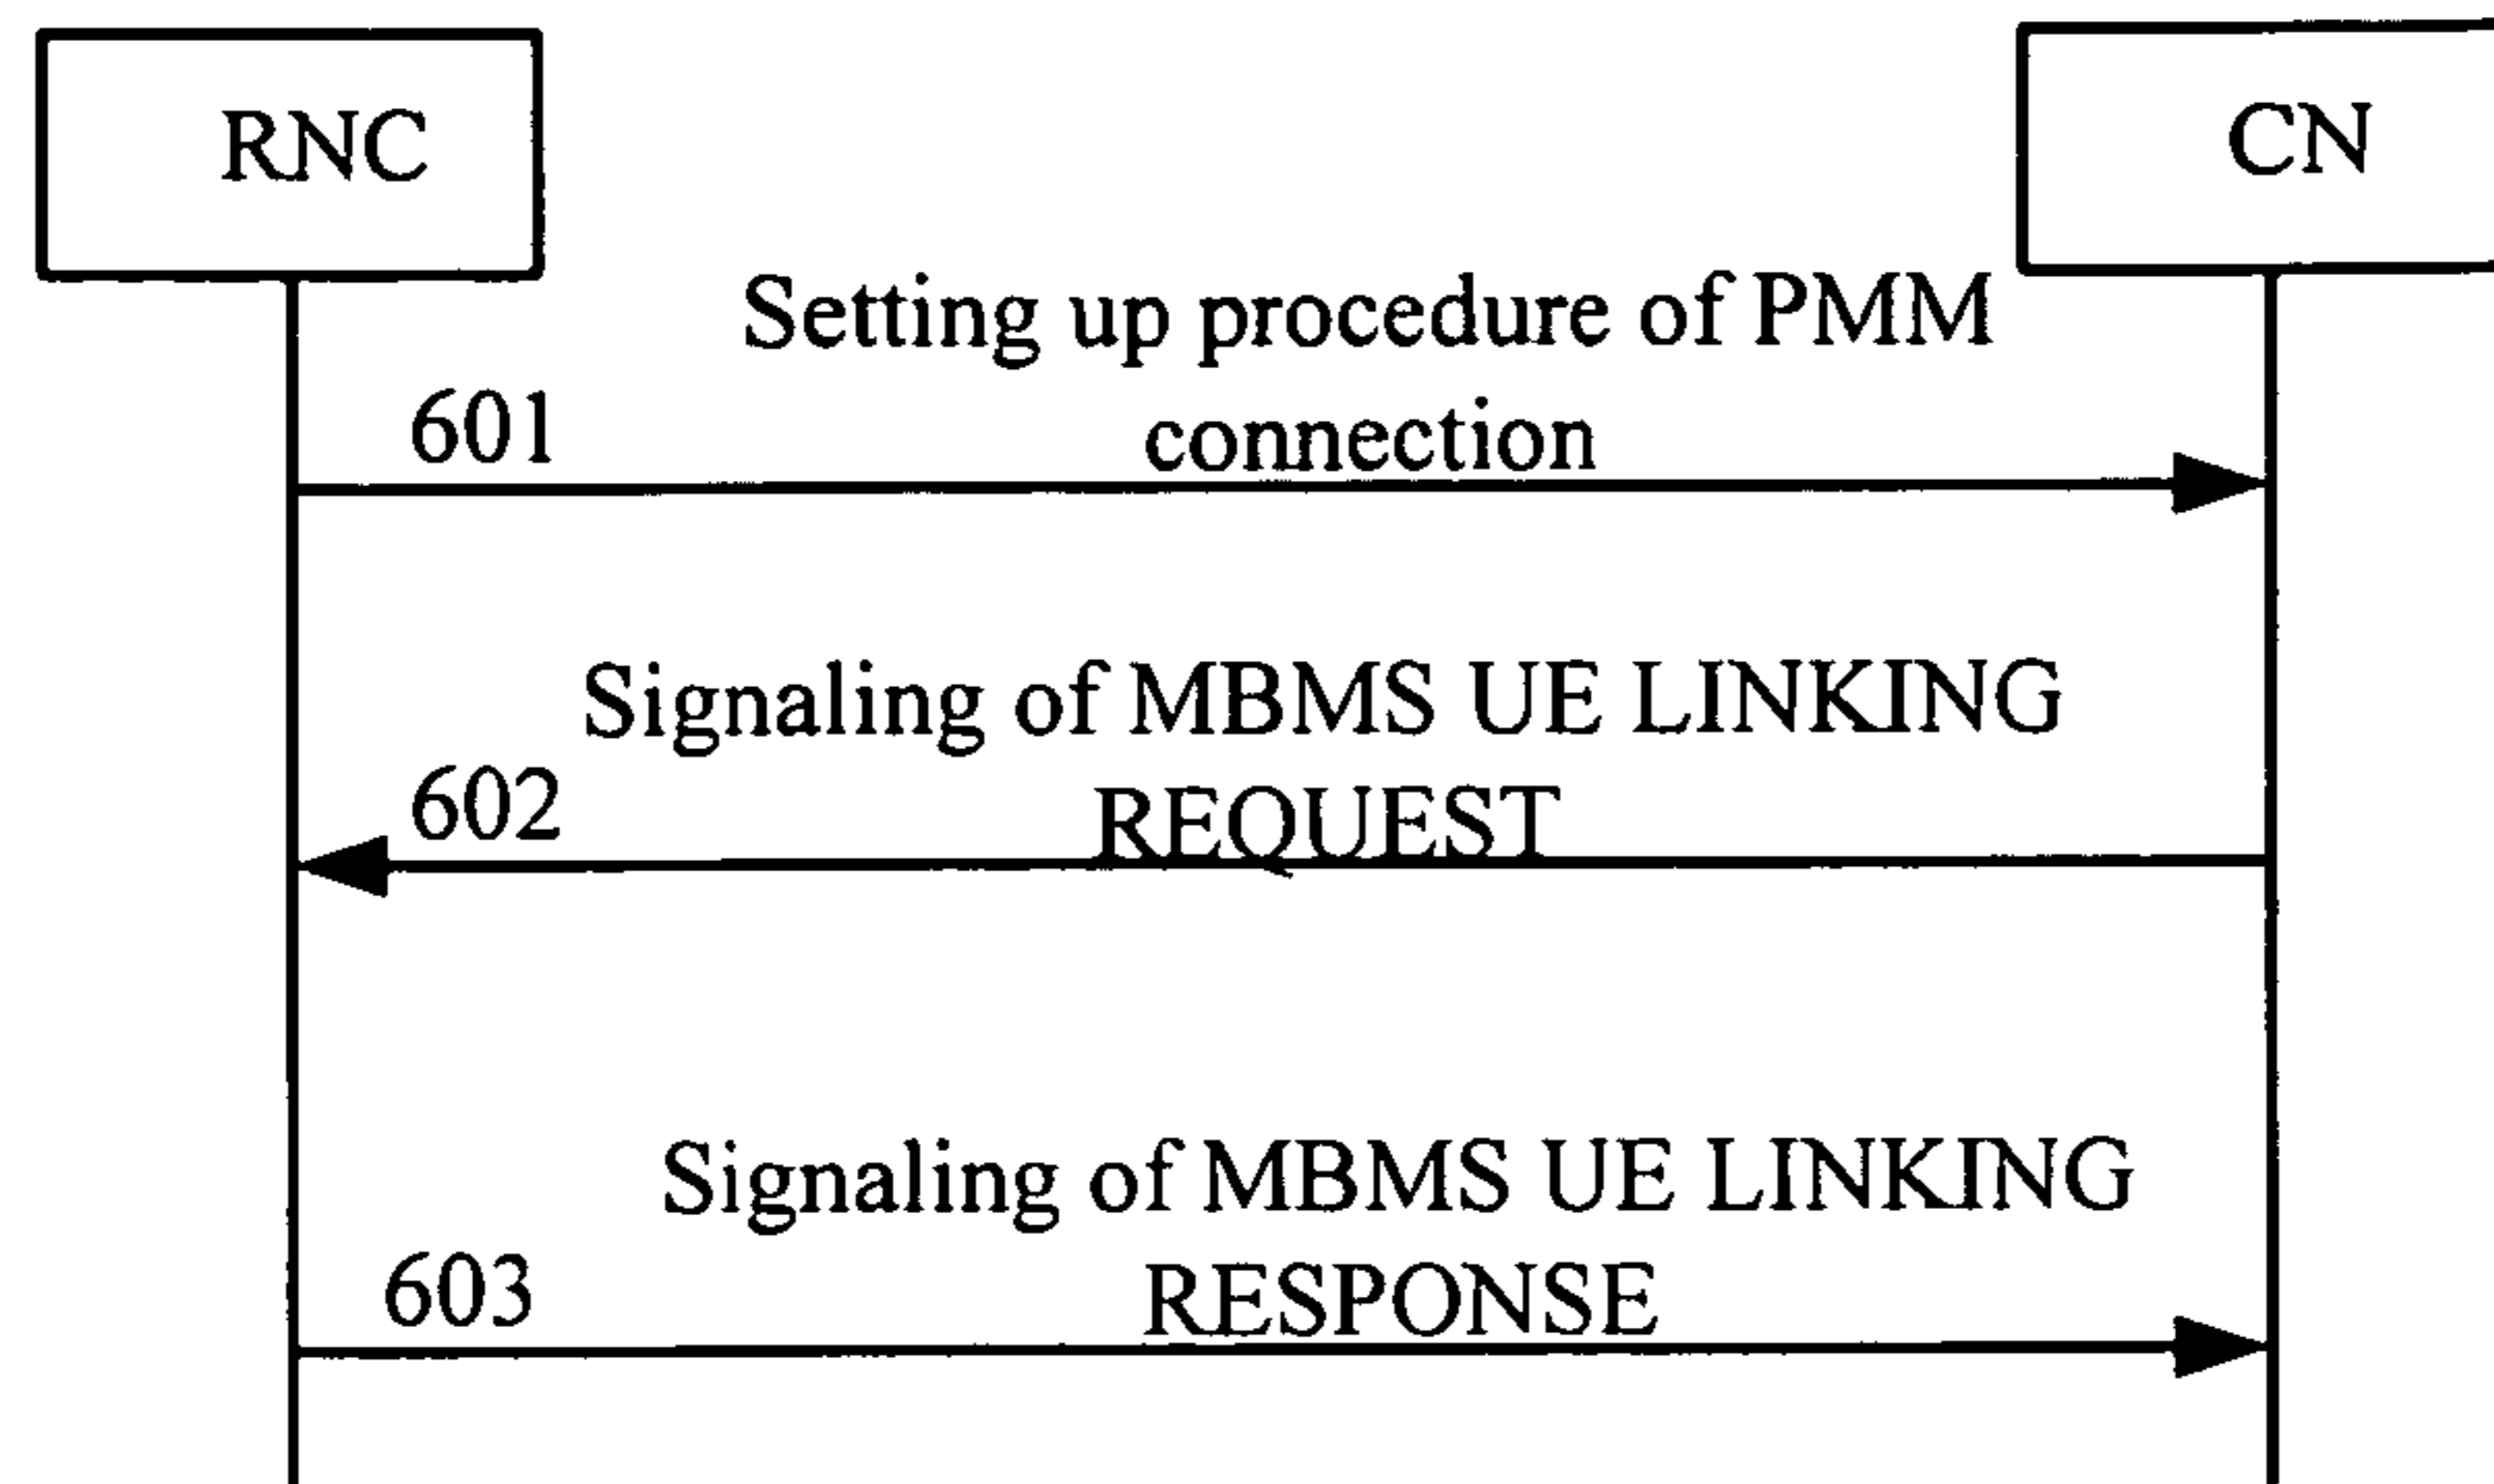 RNC
CN
Setting up procedure of PMM
601
connection
Signaling of MBMS UE LINKING
602
REQUEST
Signaling of MBMS UE LINKING
603
RESPONSE